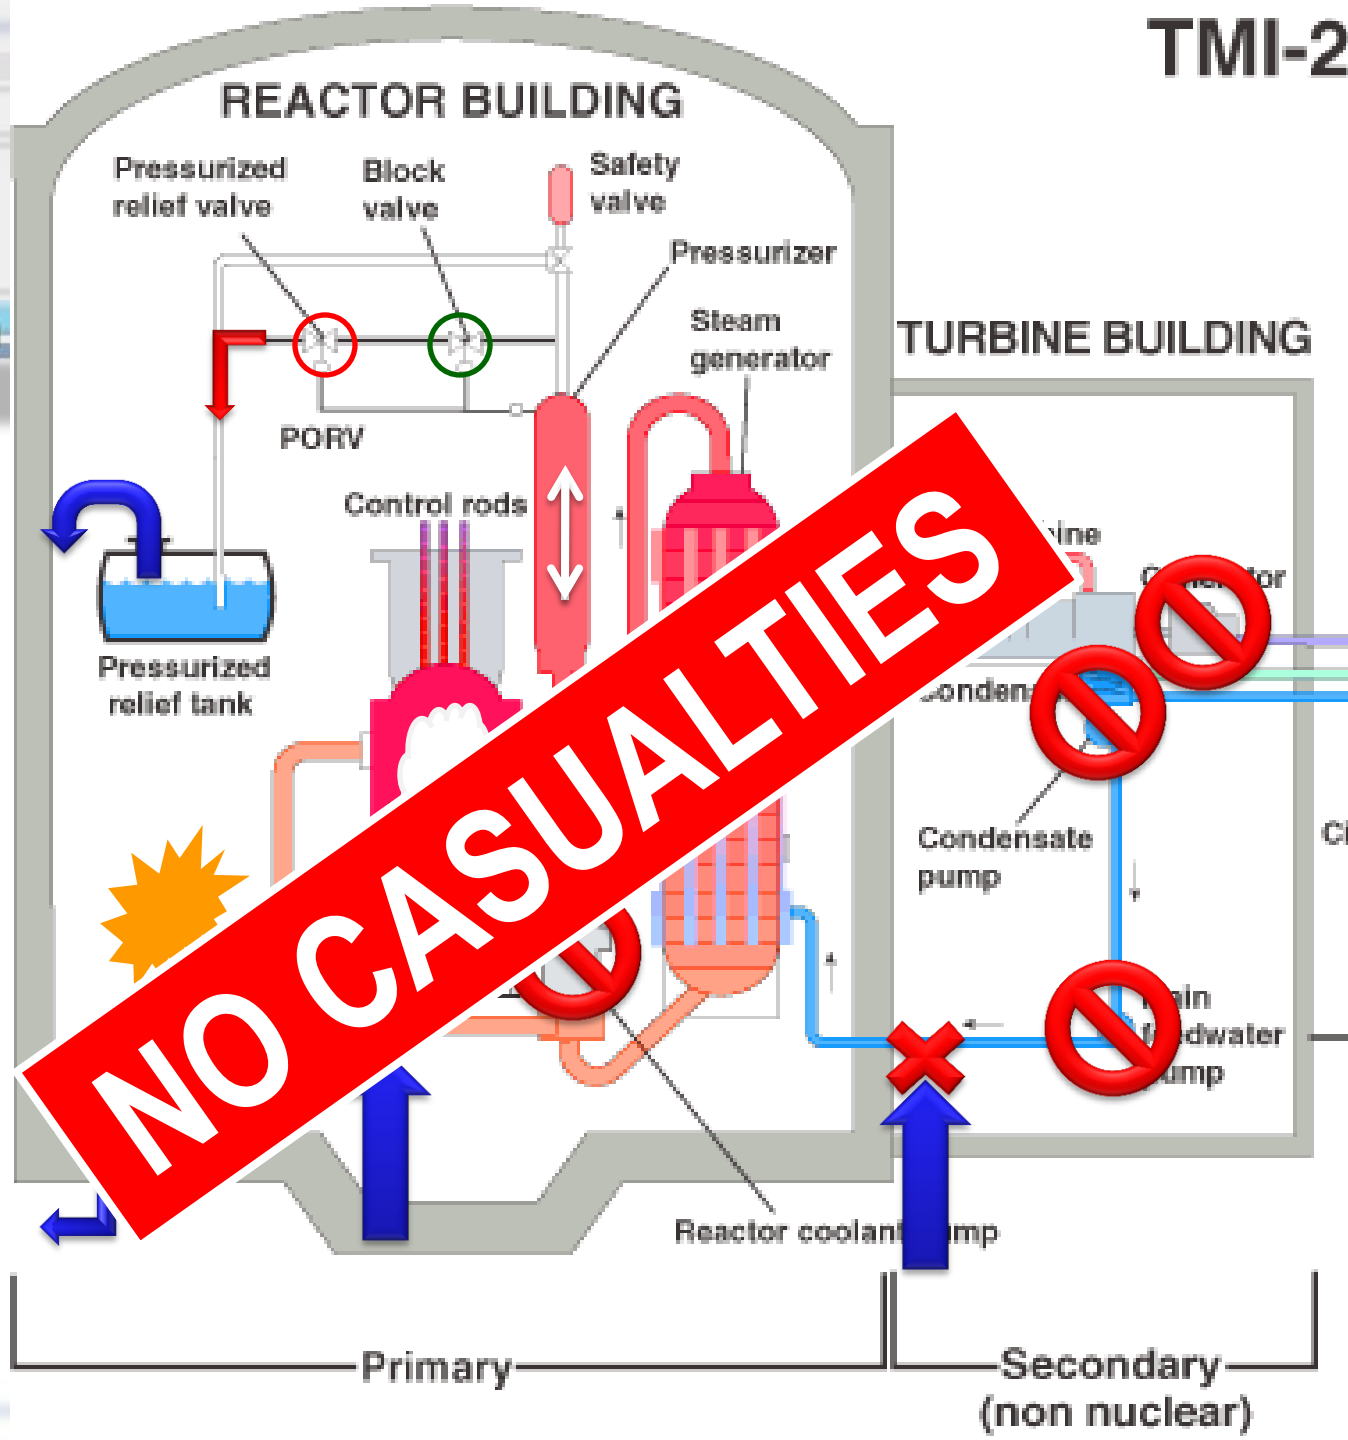 TMI-2
REACTOR BUILDING
Pressurized
relief valve
Block
valve
Safety
valve
Pressurizer
Steam
generator
TURBINE BUILDING
PORV
Control rods
Pressurized
relief tank
NO CASUALTIES
Condensate
pump
Reactor coolant
Primary
Secondary
(non nuclear)